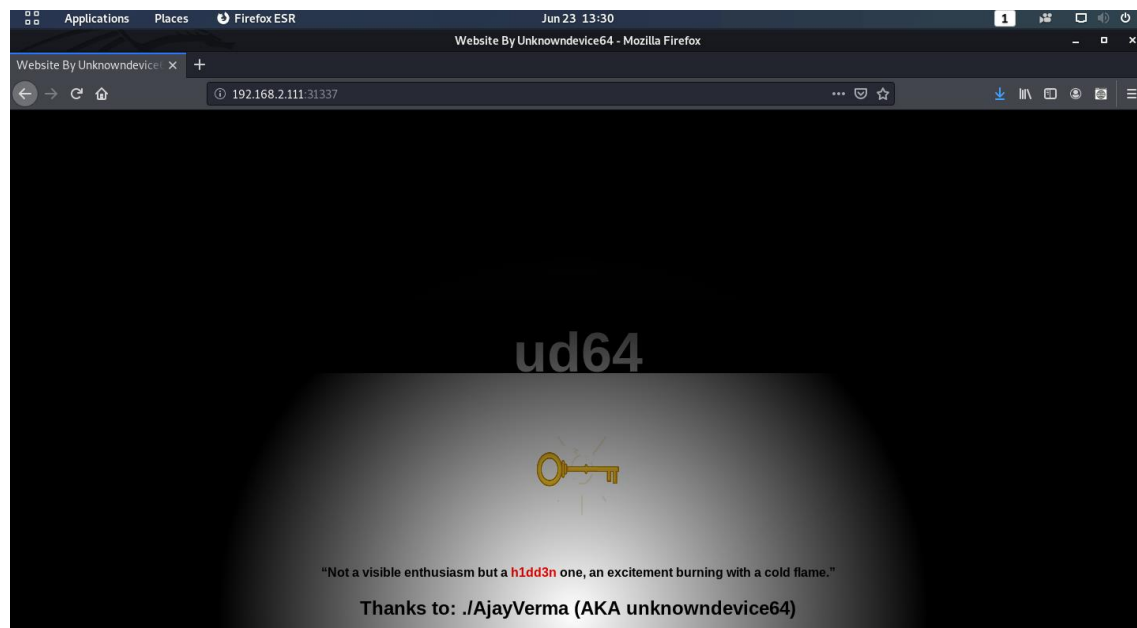 Applications Places Firefox ESR Jun 23 13:30 1
Website By Unknowndevice64 - Mozilla Firefox
Website By Unknowndevice
192.168.2.111:31337
ud64
“Not a visible enthusiasm but a h1dd3n one, an excitement burning with a cold flame.”
Thanks to: ./AjayVerma (AKA unknowndevice64)